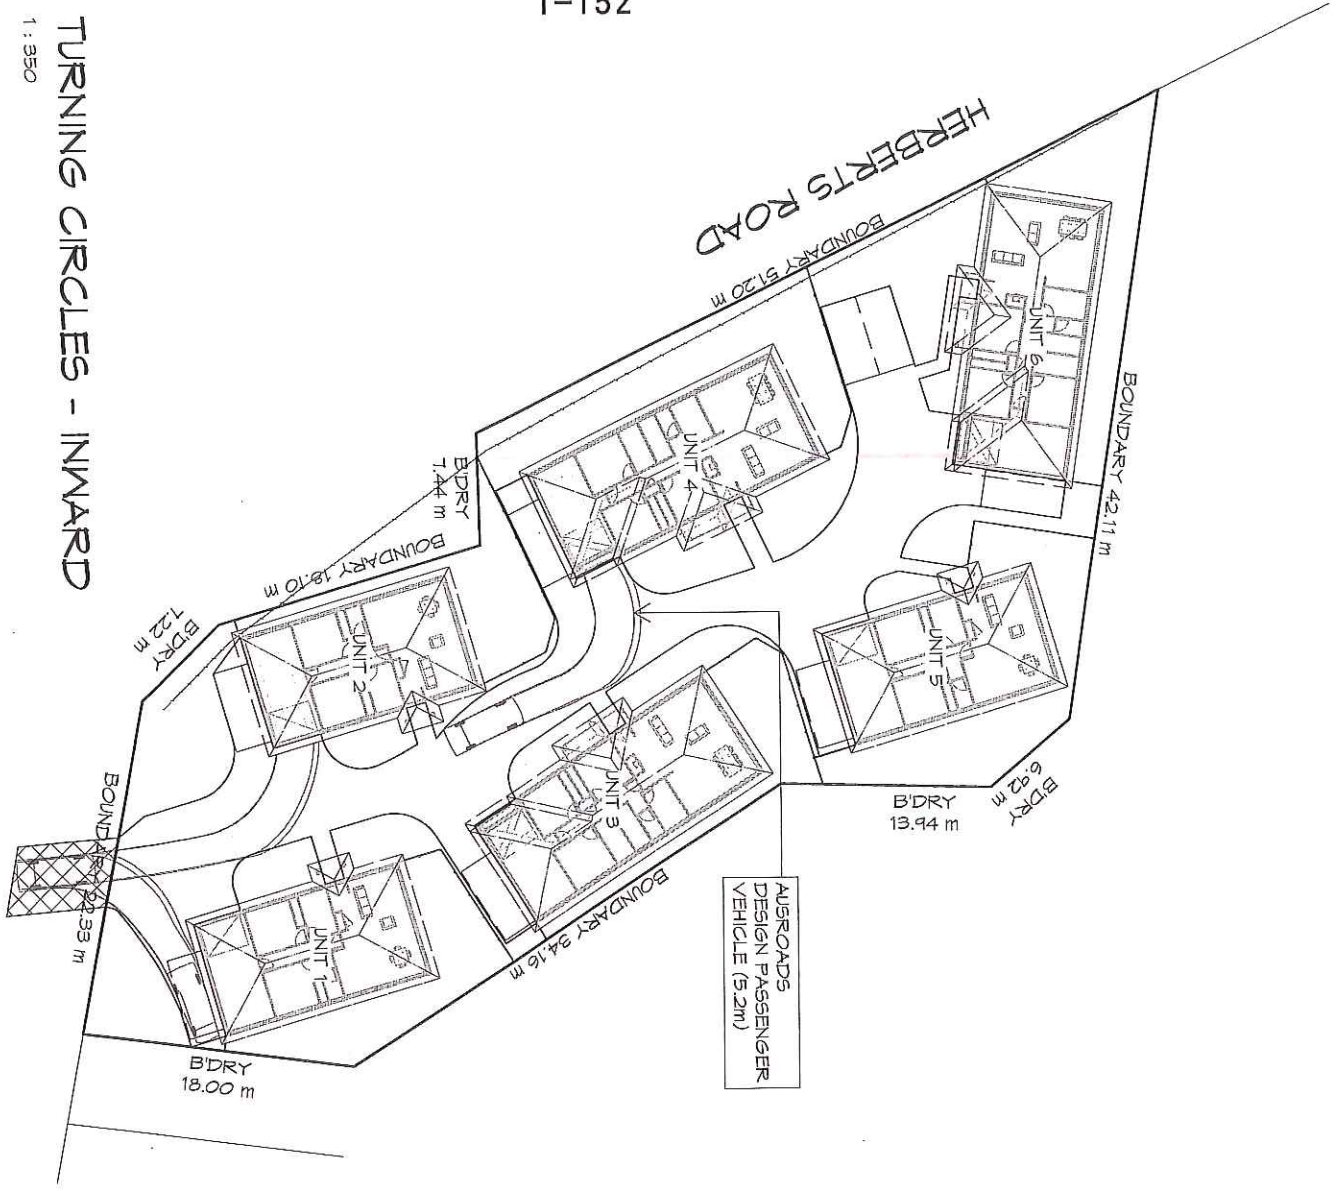 1-152
TURNING CIRCLES - INWARD
1 : 350
HERBERTS ROAD
BOUNDARY 51.20 m
UNIT 6
BOUNDARY 42.11 m
UNIT 4
B'DRY
7.44 m
BOUNDARY 18.10 m
B'DRY
7.22 m
UNIT 2
UNIT 5
UNIT 3
B'DRY
6.92 m
B'DRY
13.94 m
BOUNDARY 22.33 m
UNIT 1
BOUNDARY 34.16 m
AUSROADS
DESIGN PASSENGER
VEHICLE (5.2m)
B'DRY
18.00 m